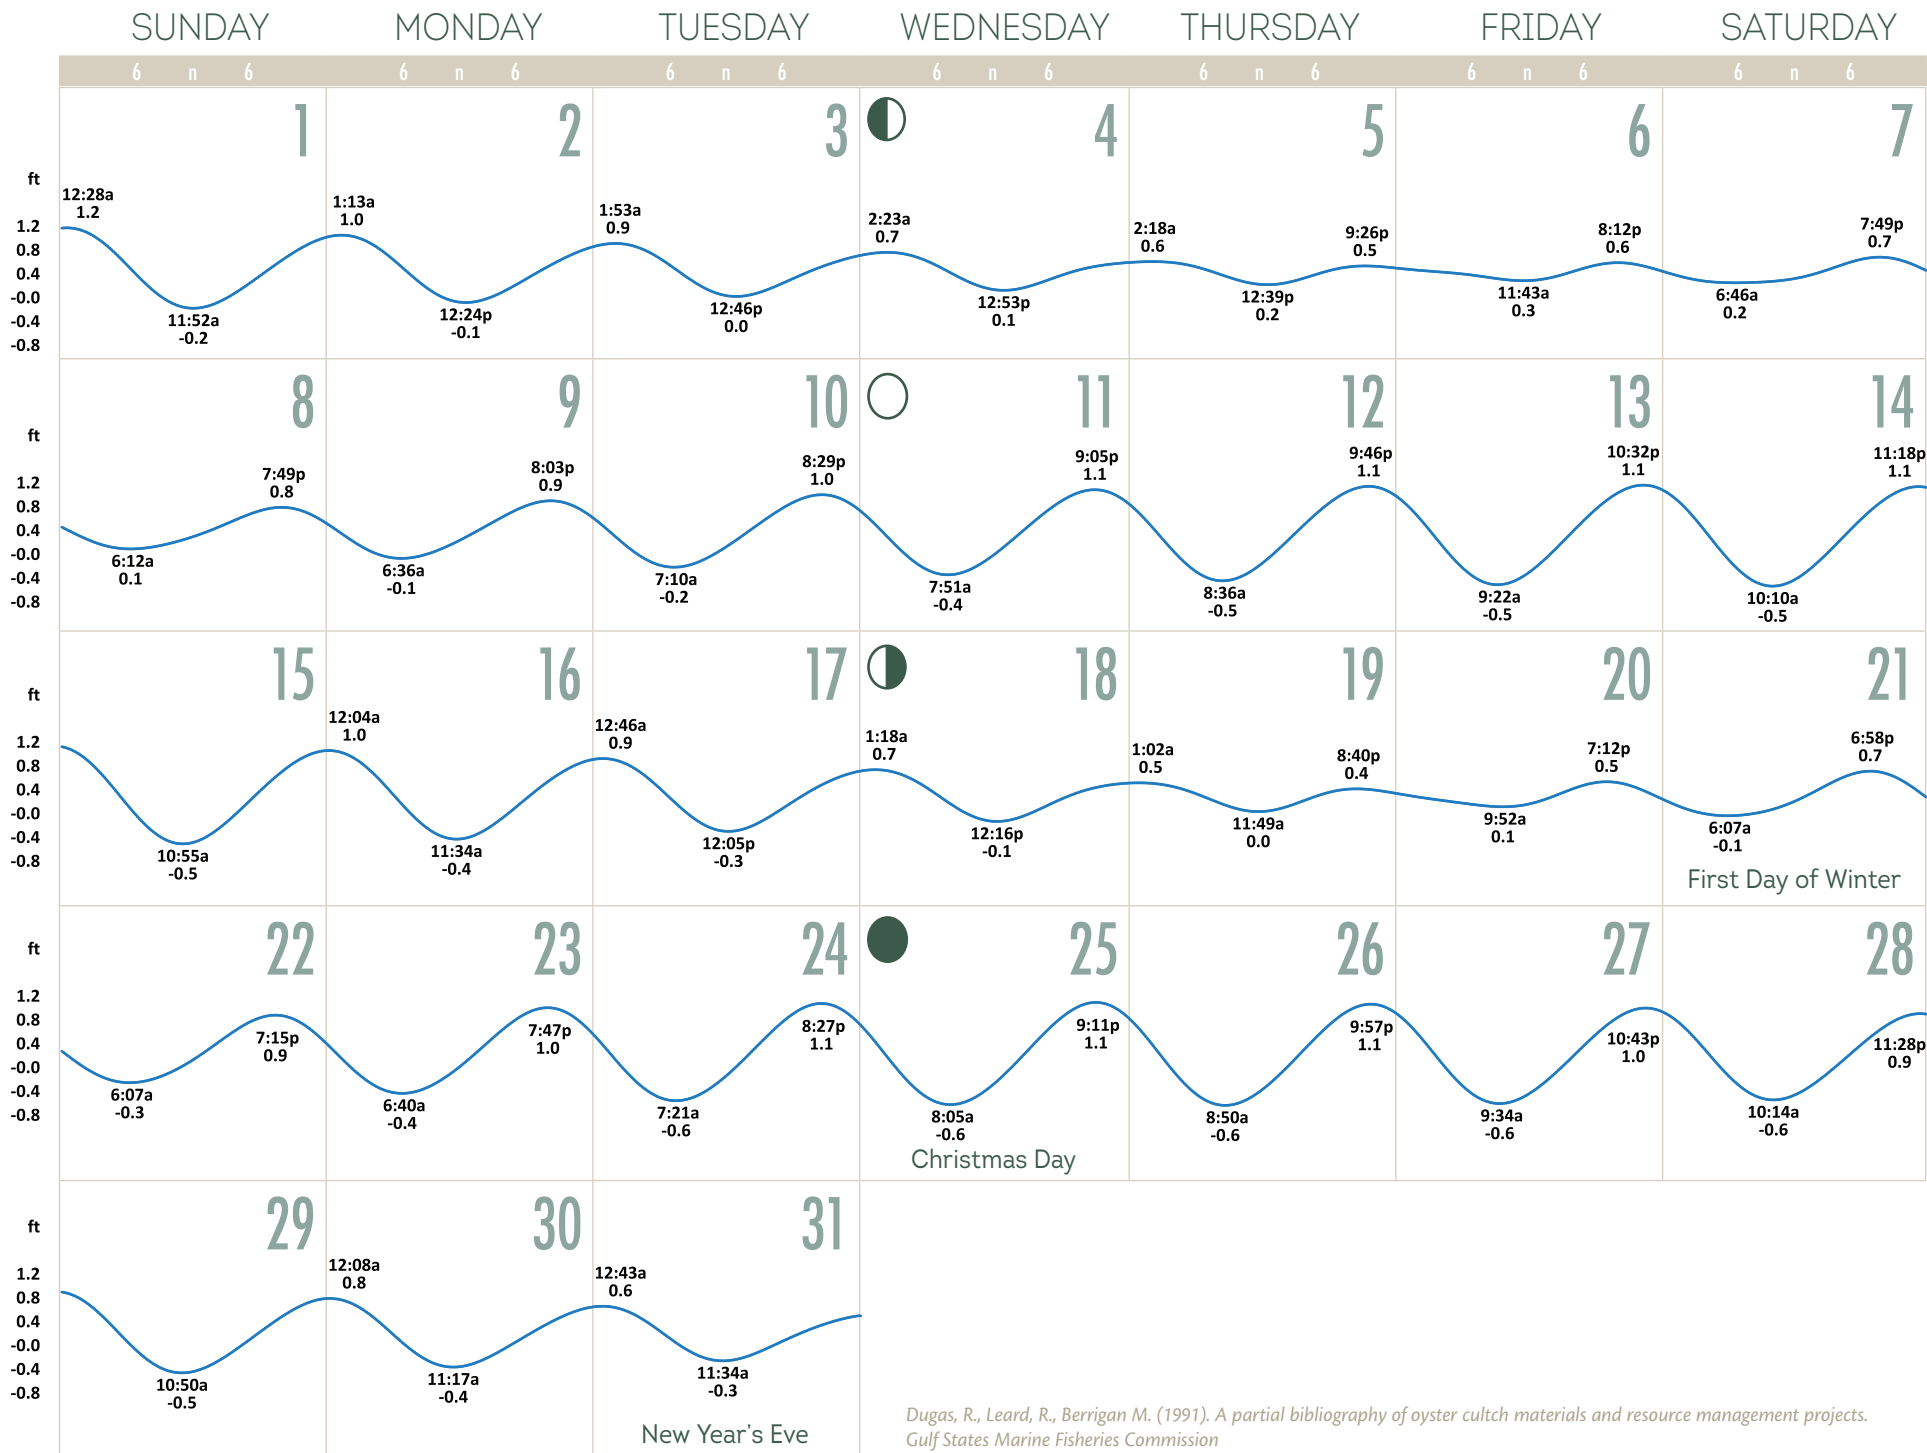 SUNDAY MONDAY TUESDAY WEDNESDAY THURSDAY FRIDAY SATURDAY
6 n 6 6 n 6 6 n 6 6 n 6 6 n 6 6 n 6 6 n 6
1 2 3 4 5 6 7
ft
12:28a
1.2
1:13a
1.0
1:53a
0.9
2:23a
0.7
2:18a
0.6
9:26p
0.5
8:12p
0.6
7:49p
0.7
1.2
0.8
0.4
-0.0
-0.4
-0.8
11:52a
-0.2
12:24p
-0.1
12:46p
0.0
12:53p
0.1
12:39p
0.2
11:43a
0.3
6:46a
0.2
8 9 10 11 12 13 14
ft
7:49p
0.8
8:03p
0.9
8:29p
1.0
9:05p
1.1
9:46p
1.1
10:32p
1.1
11:18p
1.1
1.2
0.8
0.4
-0.0
-0.4
-0.8
6:12a
0.1
6:36a
-0.1
7:10a
-0.2
7:51a
-0.4
8:36a
-0.5
9:22a
-0.5
10:10a
-0.5
15 16 17 18 19 20 21
ft
12:04a
1.0
12:46a
0.9
1:18a
0.7
1:02a
0.5
8:40p
0.4
7:12p
0.5
6:58p
0.7
1.2
0.8
0.4
-0.0
-0.4
-0.8
10:55a
-0.5
11:34a
-0.4
12:05p
-0.3
12:16p
-0.1
11:49a
0.0
9:52a
0.1
6:07a
-0.1
First Day of Winter
22 23 24 25 26 27 28
ft
1.2
0.8
0.4
-0.0
-0.4
-0.8
7:15p
0.9
7:47p
1.0
8:27p
1.1
9:11p
1.1
9:57p
1.1
10:43p
1.0
11:28p
0.9
6:07a
-0.3
6:40a
-0.4
7:21a
-0.6
8:05a
-0.6
8:50a
-0.6
9:34a
-0.6
10:14a
-0.6
Christmas Day
29 30 31
ft
12:08a
0.8
12:43a
0.6
1.2
0.8
0.4
-0.0
-0.4
-0.8
10:50a
-0.5
11:17a
-0.4
11:34a
-0.3
New Year's Eve
Dugas, R., Leard, R., Berrigan M. (1991). A partial bibliography of oyster cultch materials and resource management projects.
Gulf States Marine Fisheries Commission